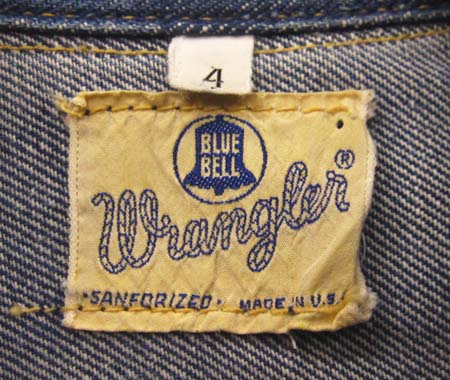 4
BLUE
BELL
Wrangler®
•SANFORIZED• MADE IN U.S.